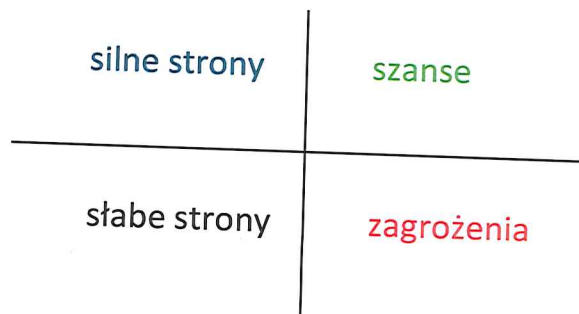 silne strony
szanse
słabe strony
zagrożenia